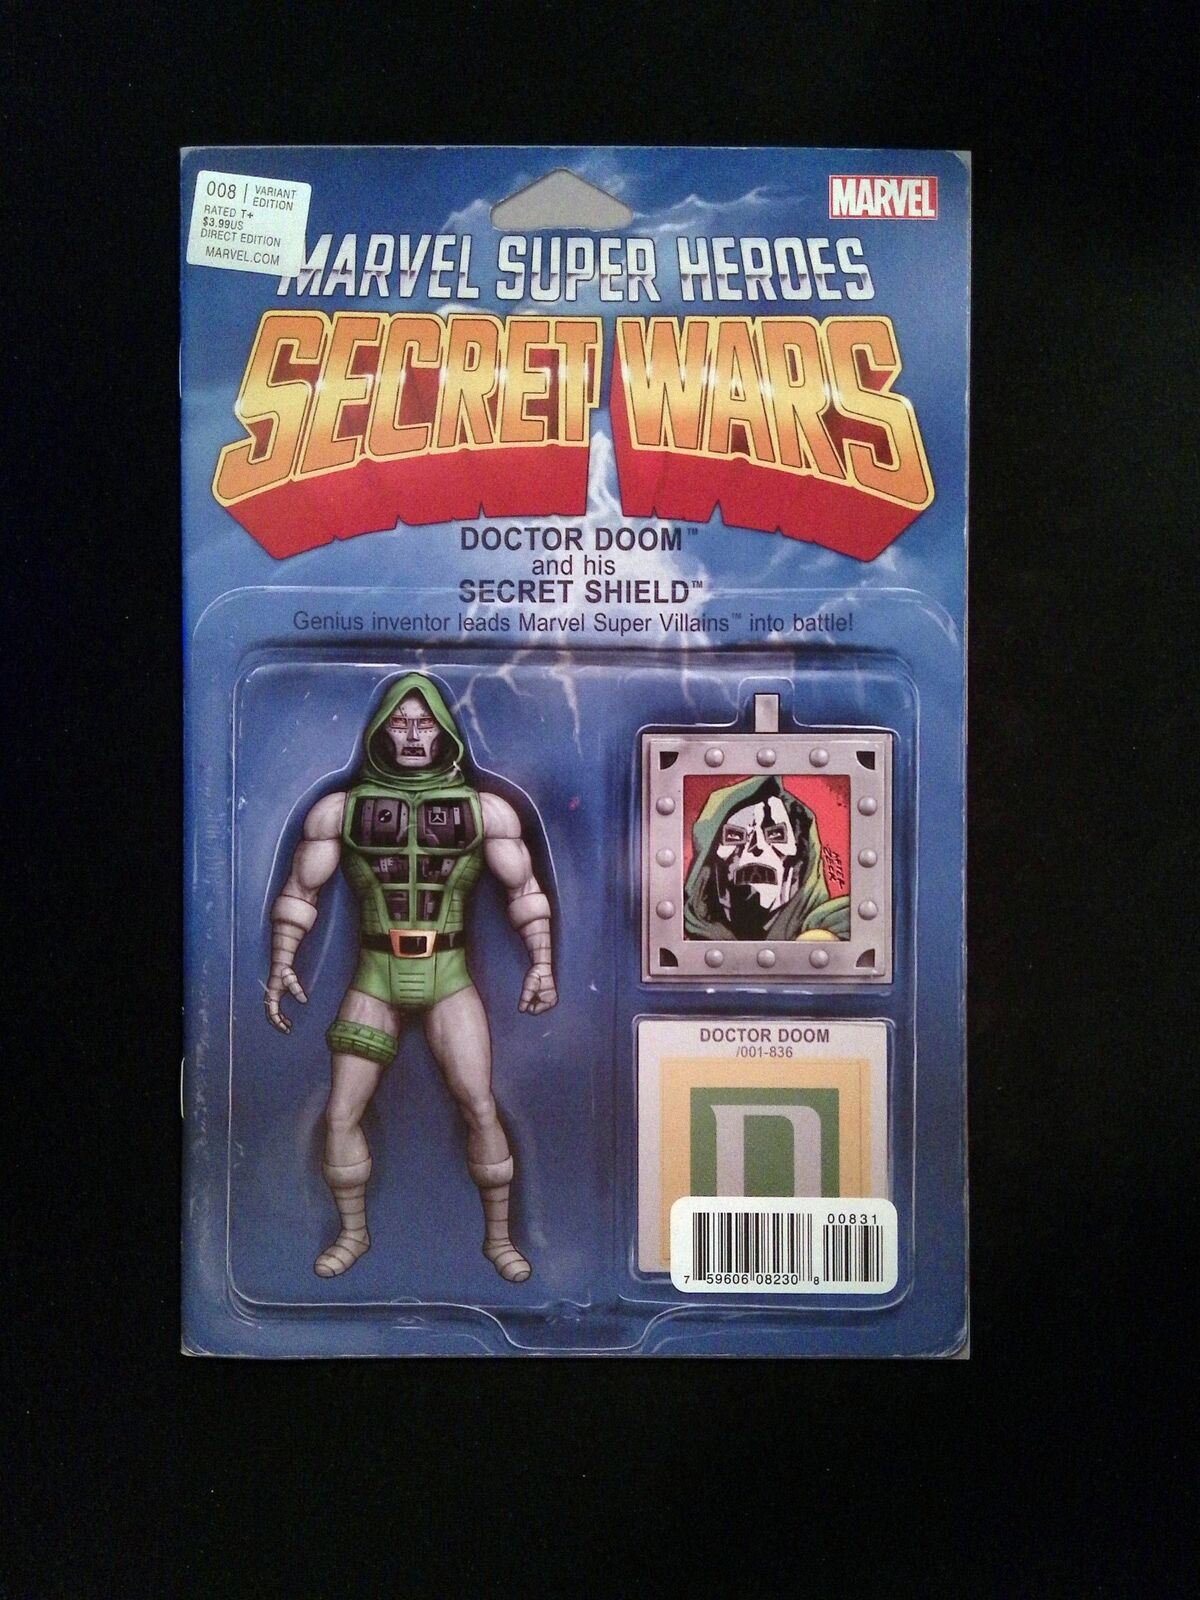 008 | VARIANT EDITION
RATED T+
$3.99US
DIRECT EDITION
MARVEL.COM
MARVEL
MARVEL SUPER HEROES
SECRET WARS
DOCTOR DOOM™
and his
SECRET SHIELD™
Genius inventor leads Marvel Super Villains™ into battle!
DOCTOR DOOM
/001-836
D
00831
7 59606 08230 8